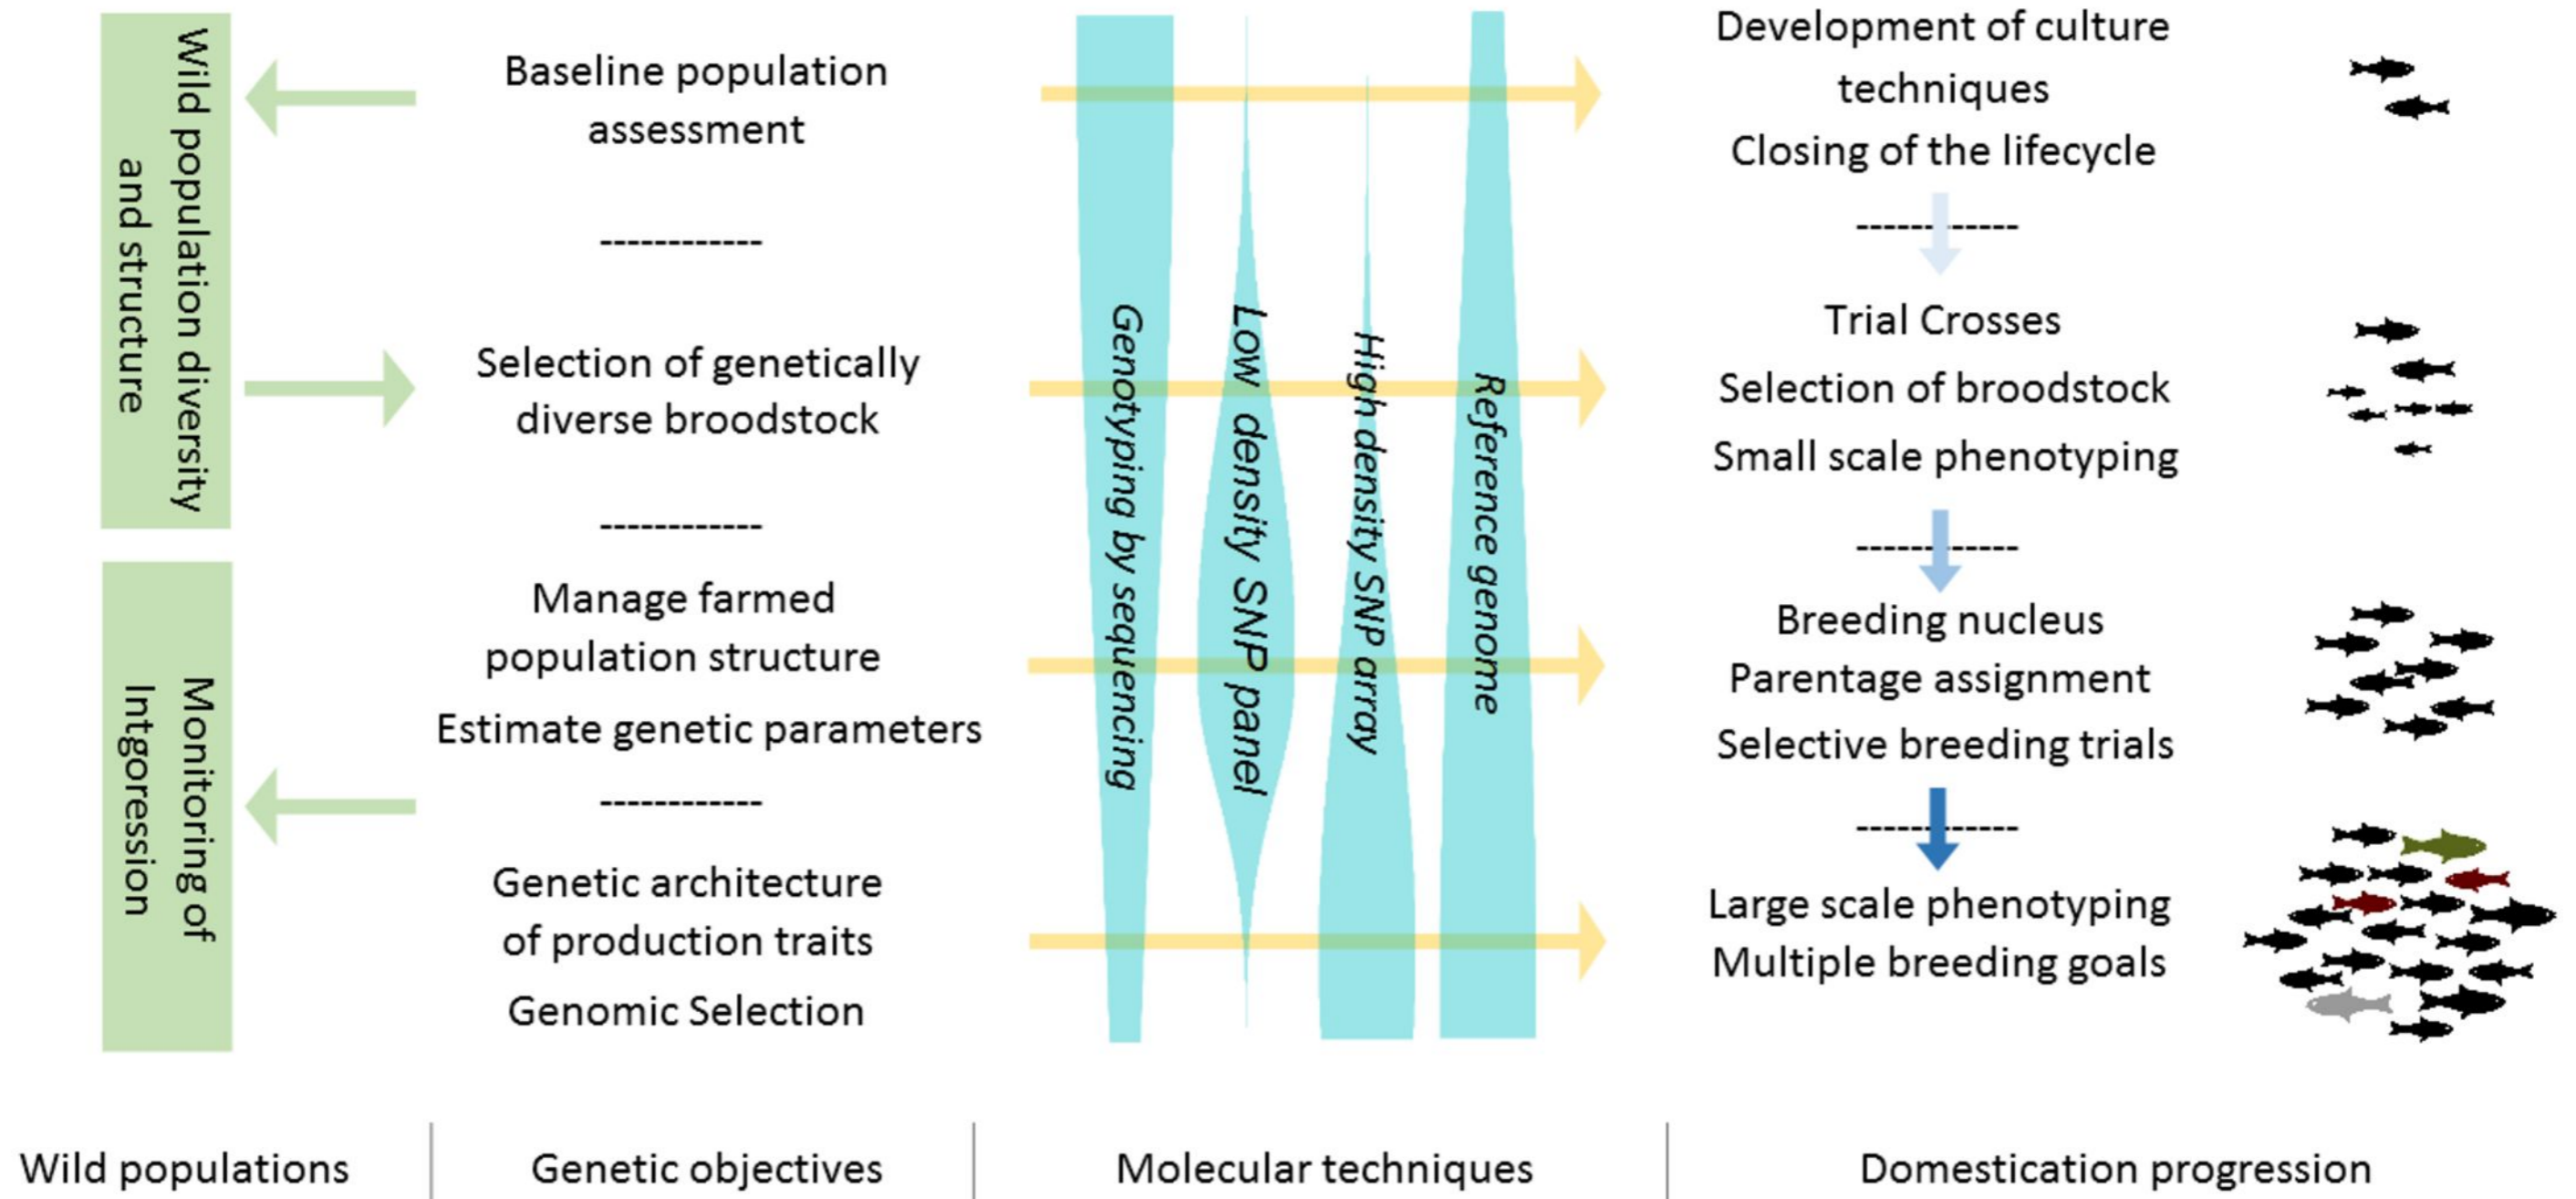 Wild population diversity
and structure
Monitoring of
Intgoression
Baseline population
assessment
------------
Selection of genetically
diverse broodstock
------------
Manage farmed
population structure
Estimate genetic parameters
------------
Genetic architecture
of production traits
Genomic Selection
Genotyping by sequencing
Low density SNP panel
High density SNP array
Reference genome
Development of culture
techniques
Closing of the lifecycle
------------
Trial Crosses
Selection of broodstock
Small scale phenotyping
------------
Breeding nucleus
Parentage assignment
Selective breeding trials
------------
Large scale phenotyping
Multiple breeding goals
Wild populations
Genetic objectives
Molecular techniques
Domestication progression